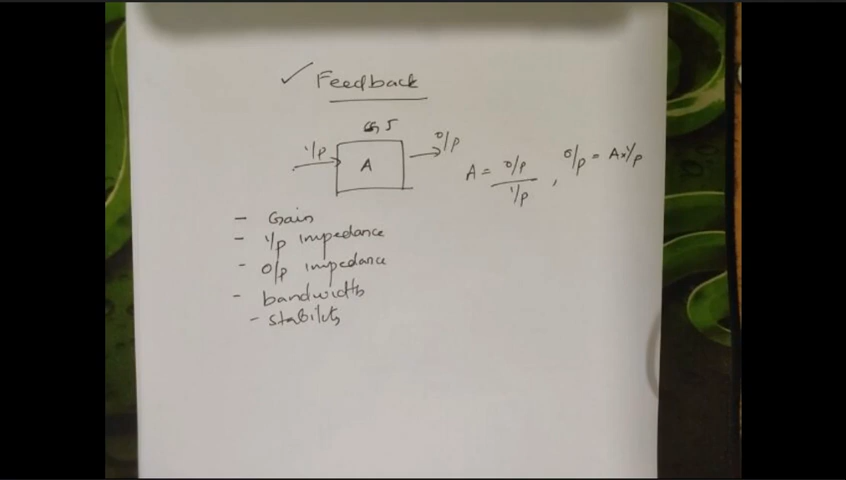 ✓ Feedback
5
i/p
A
o/p
A = o/p / i/p , o/p = A x i/p
- Gain
- i/p impedance
- o/p impedance
- bandwidth
- stability